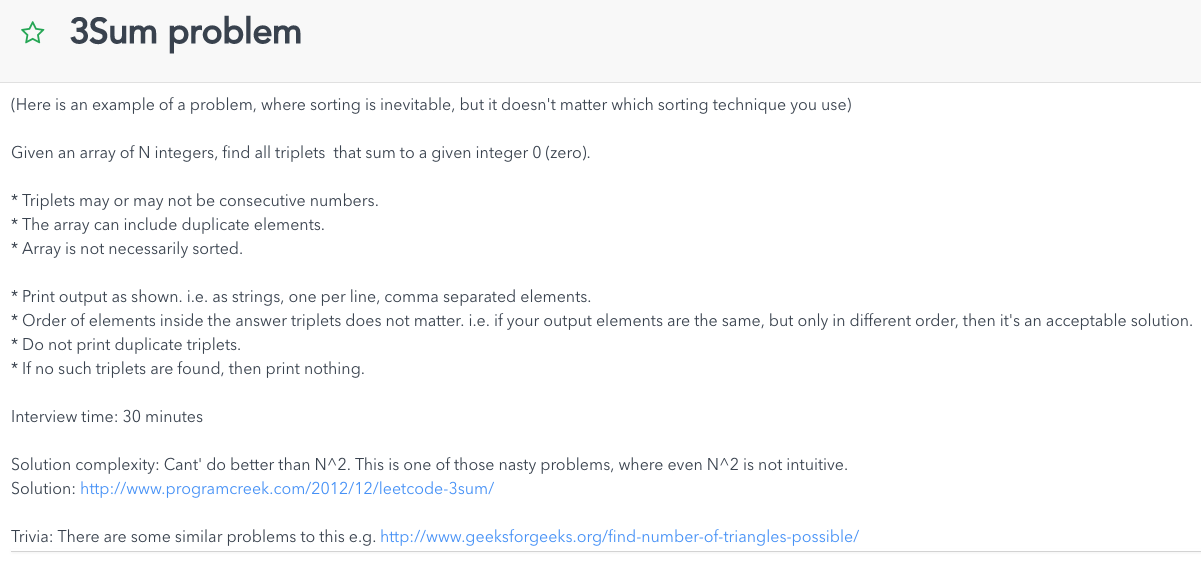 3Sum problem
(Here is an example of a problem, where sorting is inevitable, but it doesn't matter which sorting technique you use)
Given an array of N integers, find all triplets  that sum to a given integer 0 (zero).
* Triplets may or may not be consecutive numbers.
* The array can include duplicate elements.
* Array is not necessarily sorted.
* Print output as shown. i.e. as strings, one per line, comma separated elements.
* Order of elements inside the answer triplets does not matter. i.e. if your output elements are the same, but only in different order, then it's an acceptable solution.
* Do not print duplicate triplets.
* If no such triplets are found, then print nothing.
Interview time: 30 minutes
Solution complexity: Cant' do better than N^2. This is one of those nasty problems, where even N^2 is not intuitive.
Solution: http://www.programcreek.com/2012/12/leetcode-3sum/
Trivia: There are some similar problems to this e.g. http://www.geeksforgeeks.org/find-number-of-triangles-possible/